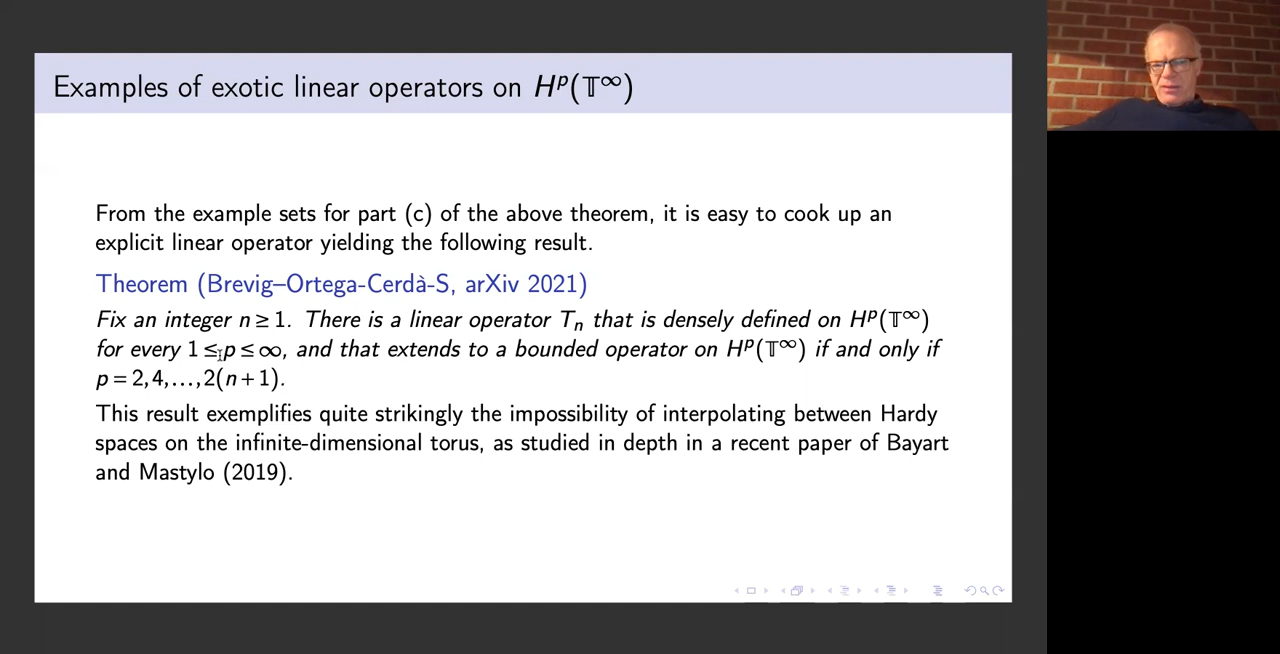 Examples of exotic linear operators on Hᵖ(𝕋^∞)
From the example sets for part (c) of the above theorem, it is easy to cook up an
explicit linear operator yielding the following result.
Theorem (Brevig–Ortega-Cerdà-S, arXiv 2021)
Fix an integer n ≥ 1. There is a linear operator Tₙ that is densely defined on Hᵖ(𝕋^∞)
for every 1 ≤ p ≤ ∞, and that extends to a bounded operator on Hᵖ(𝕋^∞) if and only if
p = 2, 4, …, 2(n + 1).
This result exemplifies quite strikingly the impossibility of interpolating between Hardy
spaces on the infinite-dimensional torus, as studied in depth in a recent paper of Bayart
and Mastylo (2019).